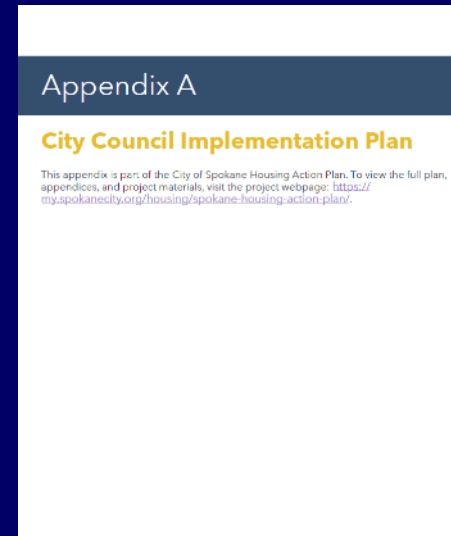 Appendix A
City Council Implementation Plan
This appendix is part of the City of Spokane Housing Action Plan. To view the full plan,
appendices, and project materials, visit the project webpage: https://
my.spokanecity.org/housing/spokane-housing-action-plan/.